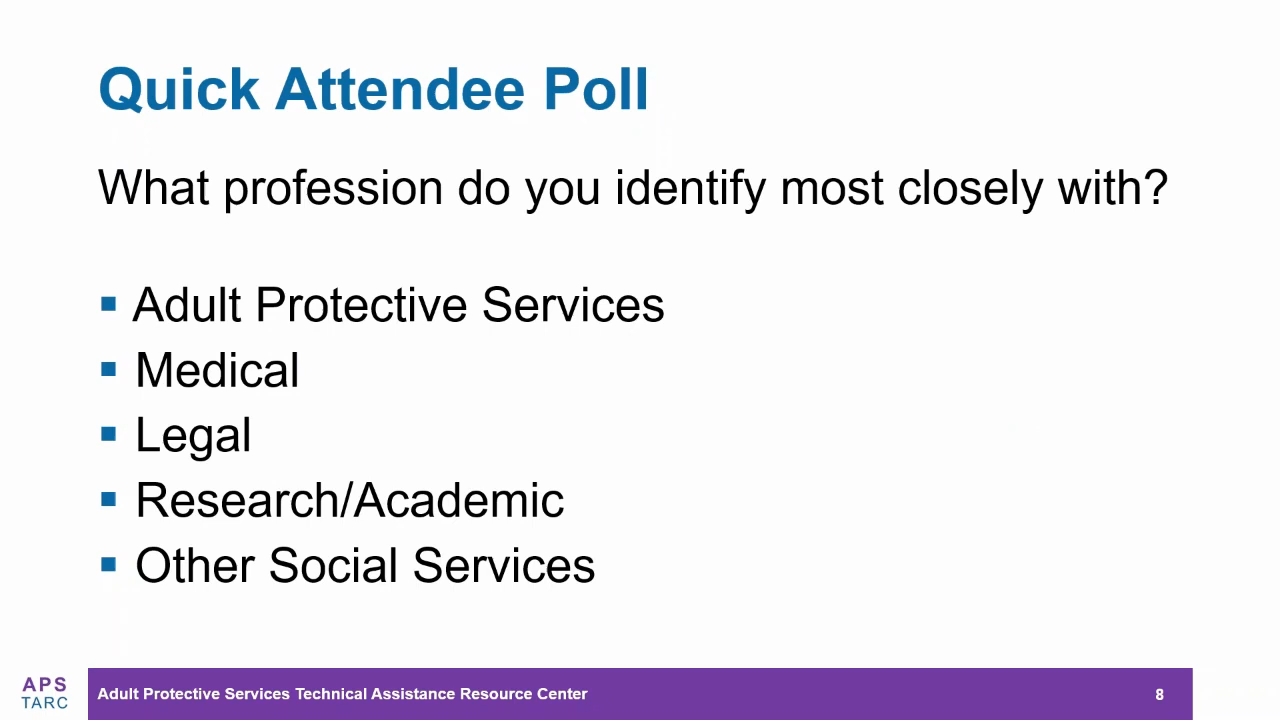 Quick Attendee Poll
What profession do you identify most closely with?
▪ Adult Protective Services
▪ Medical
▪ Legal
▪ Research/Academic
▪ Other Social Services
APS
TARC
Adult Protective Services Technical Assistance Resource Center
8